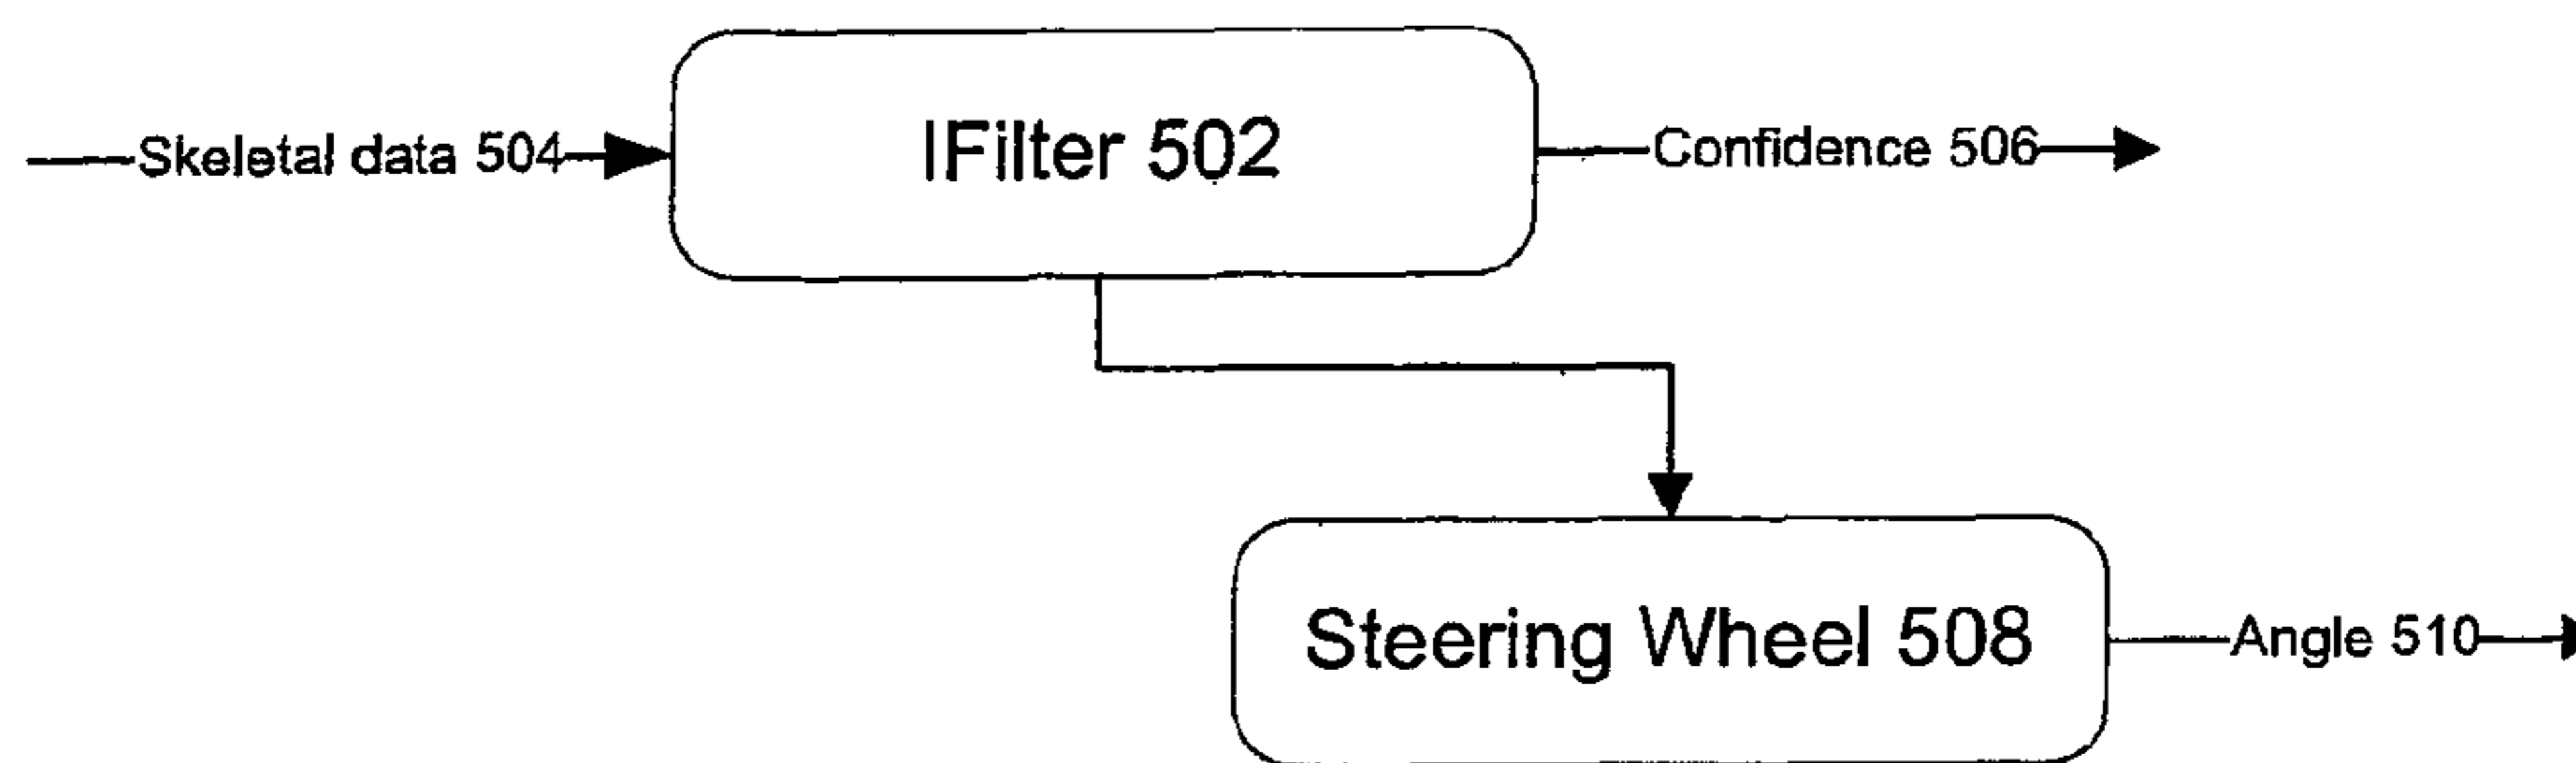 Skeletal data 504
IFilter 502
Confidence 506
Steering Wheel 508
Angle 510